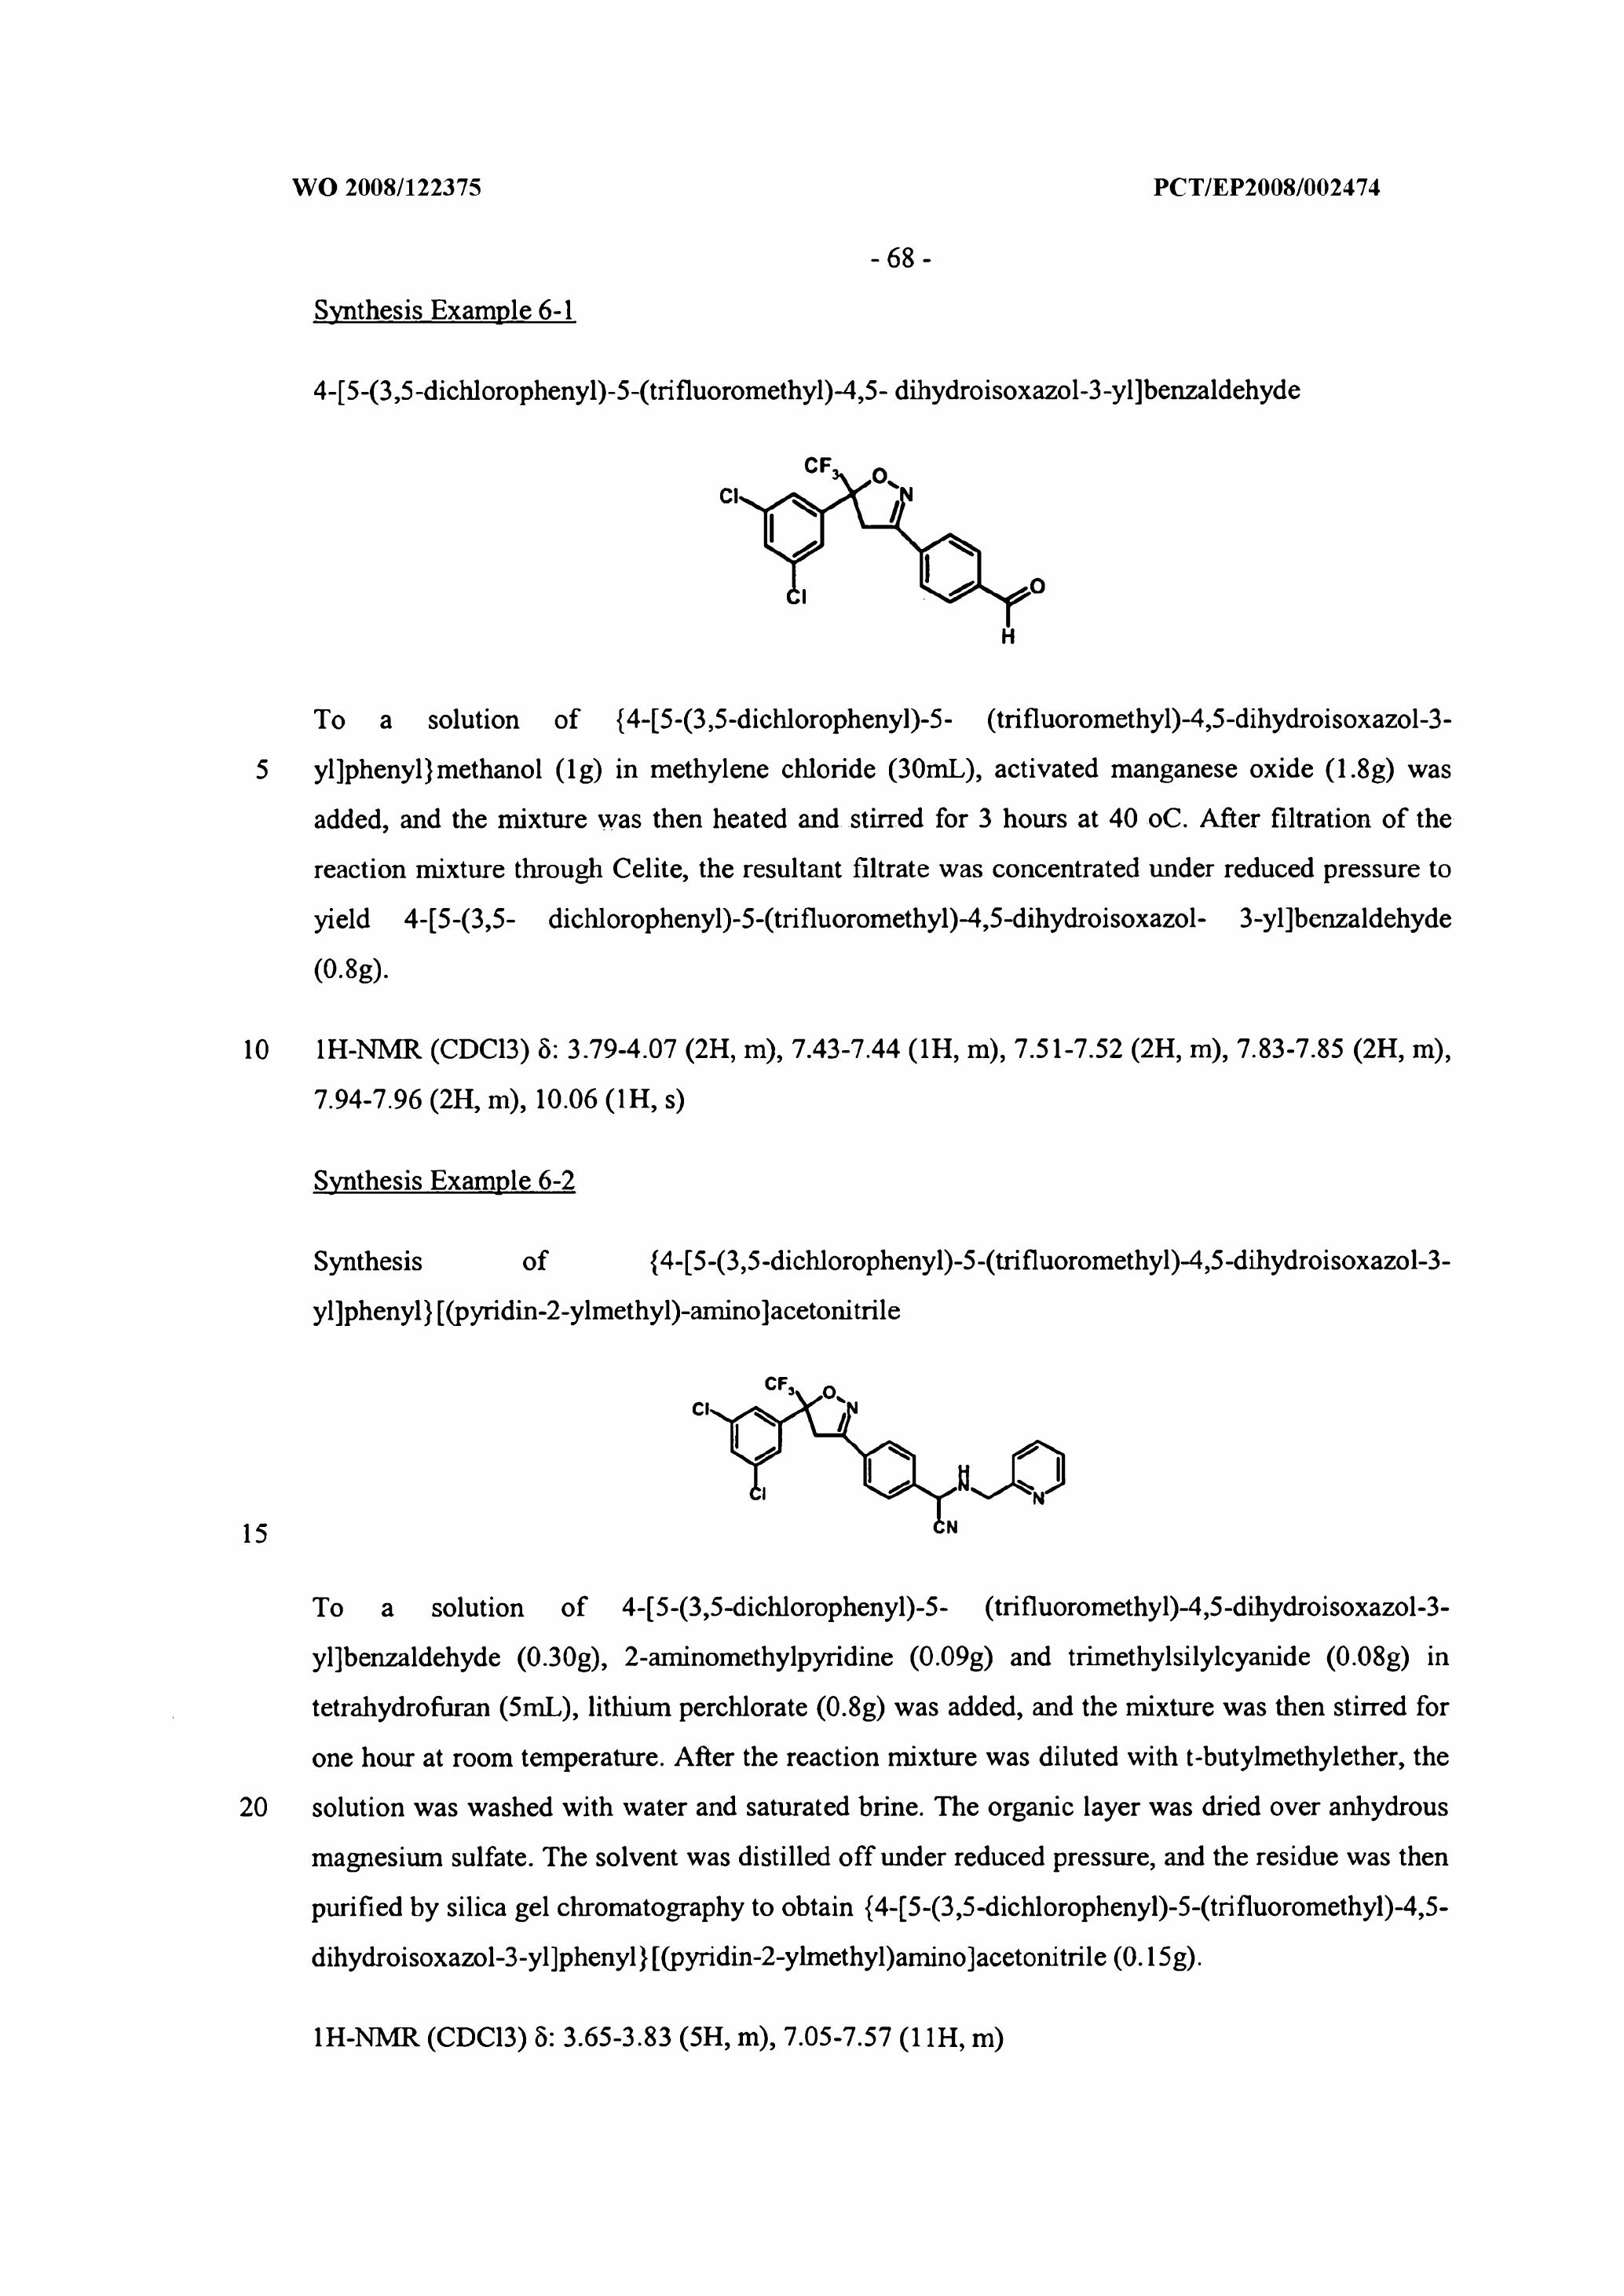 WO 2008/122375 PCT/EP2008/002474
- 68 -
Synthesis Example 6-1
4-[5-(3,5-dichlorophenyl)-5-(trifluoromethyl)-4,5- dihydroisoxazol-3-yl]benzaldehyde
CF3
O
Cl
N
O
Cl
H
To a solution of {4-[5-(3,5-dichlorophenyl)-5- (trifluoromethyl)-4,5-dihydroisoxazol-3-
5 yl]phenyl}methanol (1g) in methylene chloride (30mL), activated manganese oxide (1.8g) was
added, and the mixture was then heated and stirred for 3 hours at 40 oC. After filtration of the
reaction mixture through Celite, the resultant filtrate was concentrated under reduced pressure to
yield 4-[5-(3,5- dichlorophenyl)-5-(trifluoromethyl)-4,5-dihydroisoxazol- 3-yl]benzaldehyde
(0.8g).
10 1H-NMR (CDCl3) δ: 3.79-4.07 (2H, m), 7.43-7.44 (1H, m), 7.51-7.52 (2H, m), 7.83-7.85 (2H, m),
7.94-7.96 (2H, m), 10.06 (1H, s)
Synthesis Example 6-2
Synthesis of {4-[5-(3,5-dichlorophenyl)-5-(trifluoromethyl)-4,5-dihydroisoxazol-3-
yl]phenyl}[(pyridin-2-ylmethyl)-amino]acetonitrile
CF3
O
Cl
N
H
N
N
Cl
CN
15
To a solution of 4-[5-(3,5-dichlorophenyl)-5- (trifluoromethyl)-4,5-dihydroisoxazol-3-
yl]benzaldehyde (0.30g), 2-aminomethylpyridine (0.09g) and trimethylsilylcyanide (0.08g) in
tetrahydrofuran (5mL), lithium perchlorate (0.8g) was added, and the mixture was then stirred for
one hour at room temperature. After the reaction mixture was diluted with t-butylmethylether, the
20 solution was washed with water and saturated brine. The organic layer was dried over anhydrous
magnesium sulfate. The solvent was distilled off under reduced pressure, and the residue was then
purified by silica gel chromatography to obtain {4-[5-(3,5-dichlorophenyl)-5-(trifluoromethyl)-4,5-
dihydroisoxazol-3-yl]phenyl}[(pyridin-2-ylmethyl)amino]acetonitrile (0.15g).
1H-NMR (CDCl3) δ: 3.65-3.83 (5H, m), 7.05-7.57 (11H, m)